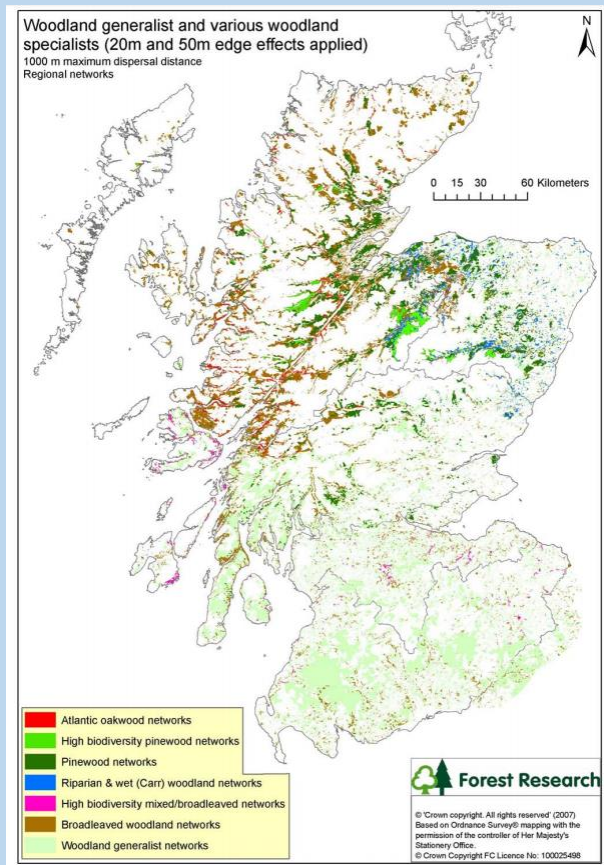 Woodland generalist and various woodland
specialists (20m and 50m edge effects applied)
1000 m maximum dispersal distance
Regional networks
N
0 15 30 60 Kilometers
Atlantic oakwood networks
High biodiversity pinewood networks
Pinewood networks
Riparian & wet (Carr) woodland networks
High biodiversity mixed/broadleaved networks
Broadleaved woodland networks
Woodland generalist networks
Forest Research
© 'Crown copyright. All rights reserved' (2007)
Based on Ordnance Survey® mapping with the
permission of the controller of Her Majesty's
Stationery Office.
© Crown Copyright FC Licence No: 100025498